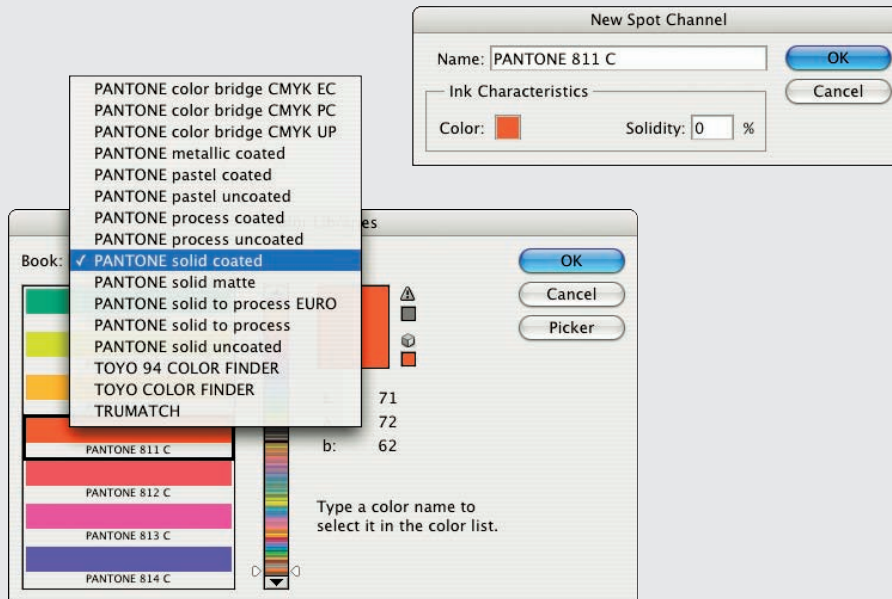 New Spot Channel
Name: PANTONE 811 C
OK
Ink Characteristics
Cancel
Color:
Solidity: 0 %
PANTONE color bridge CMYK EC
PANTONE color bridge CMYK PC
PANTONE color bridge CMYK UP
PANTONE metallic coated
PANTONE pastel coated
PANTONE pastel uncoated
PANTONE process coated
PANTONE process uncoated
Book: ✓ PANTONE solid coated
PANTONE solid matte
PANTONE solid to process EURO
PANTONE solid to process
PANTONE solid uncoated
TOYO 94 COLOR FINDER
TOYO COLOR FINDER
TRUMATCH
OK
Cancel
Picker
71
72
b: 62
PANTONE 811 C
PANTONE 812 C
PANTONE 813 C
PANTONE 814 C
Type a color name to
select it in the color list.